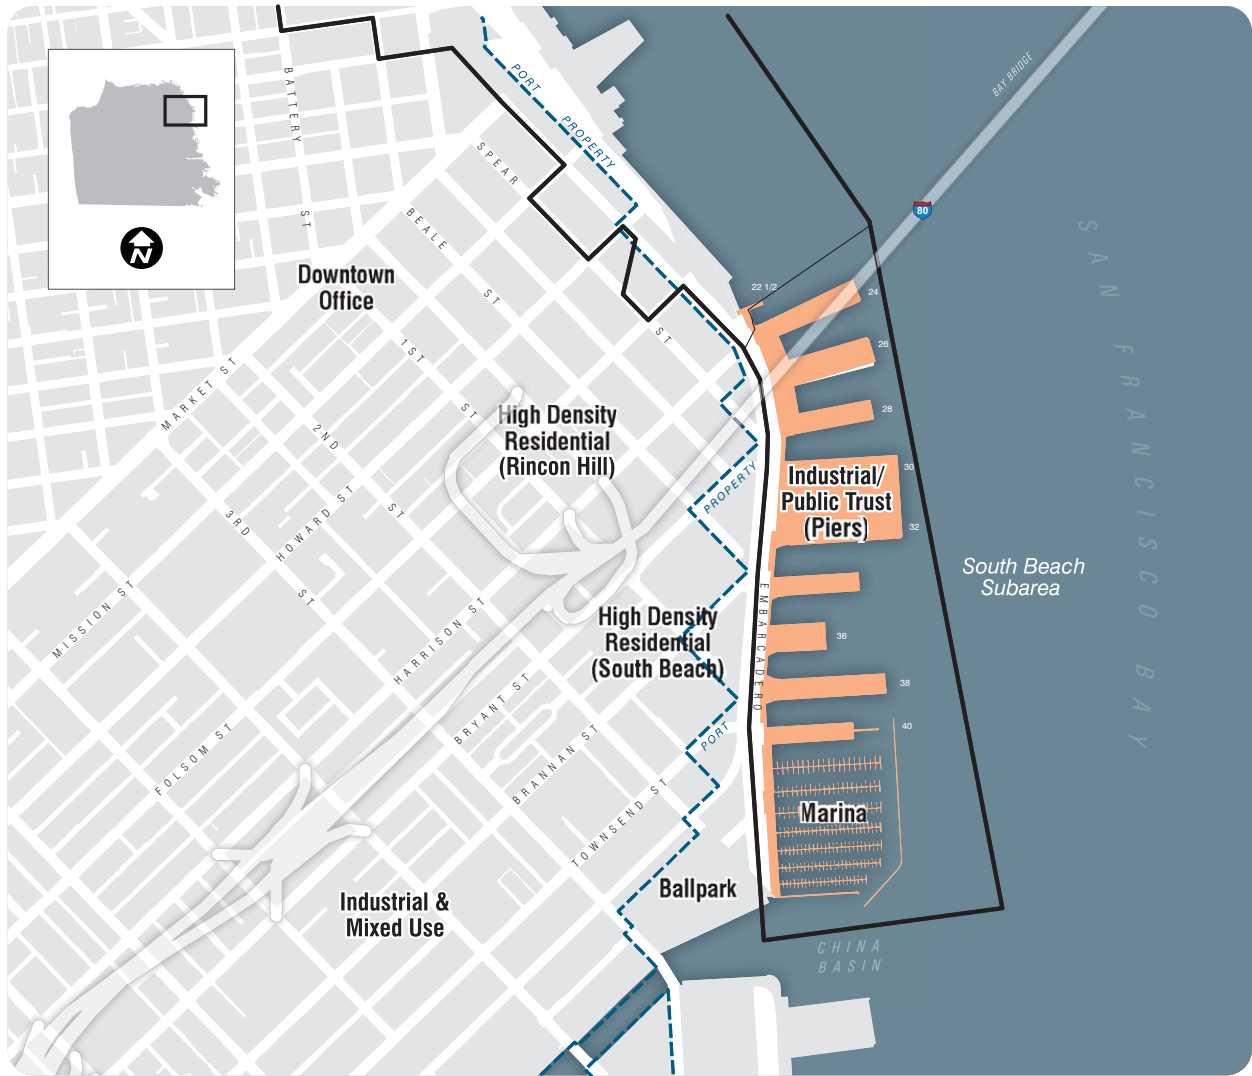 BATTERY
ST
PORT
PROPERTY
BAY BRIDGE
80
SPEAR
ST
BEALE
ST
1ST
ST
2ND
ST
3RD
ST
N
Downtown
Office
MARKET ST
HOWARD ST
MISSION ST
HARRISON ST
FOLSOM ST
BRYANT ST
BRANNAN ST
TOWNSEND ST
High Density
Residential
(Rincon Hill)
PROPERTY
PORT
High Density
Residential
(South Beach)
EMBARCADERO
22 1/2
24
26
28
30
32
36
38
40
Industrial/
Public Trust
(Piers)
South Beach
Subarea
SAN FRANCISCO BAY
Marina
Ballpark
Industrial &
Mixed Use
CHINA
BASIN